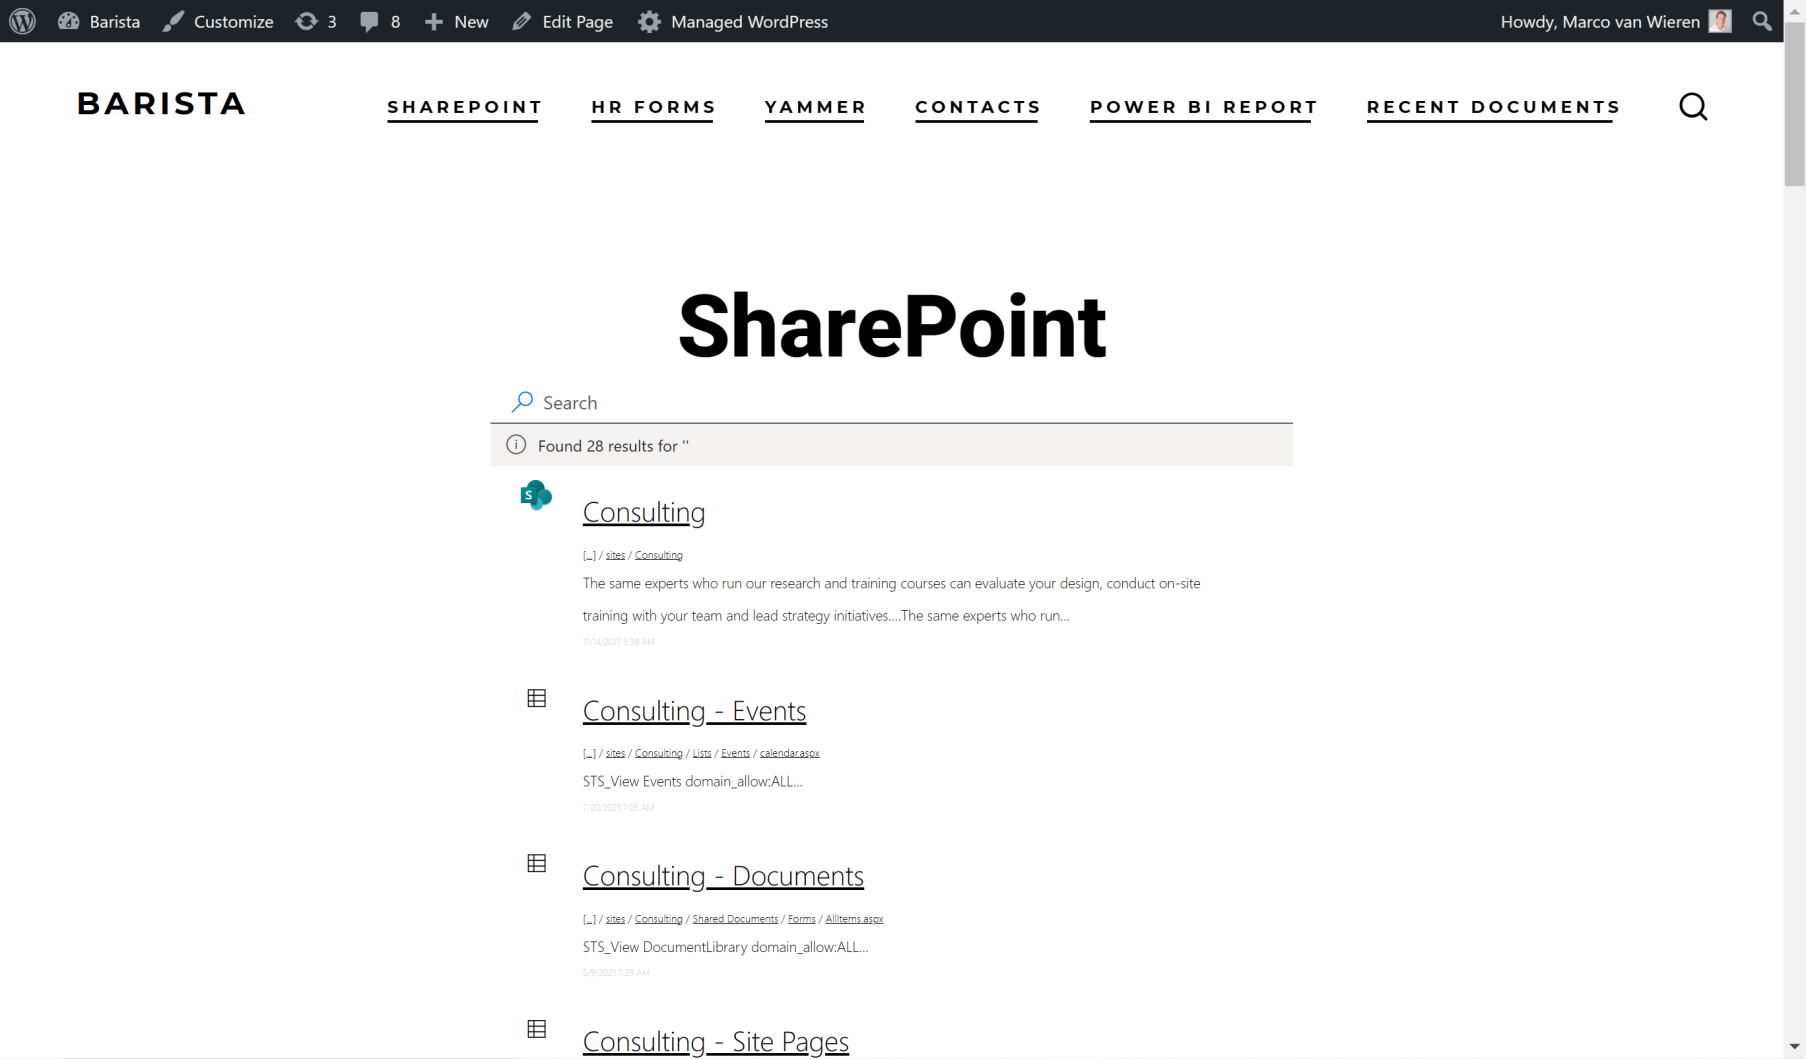 Barista Customize 3 8 New Edit Page Managed WordPress Howdy, Marco van Wieren
BARISTA SHAREPOINT HR FORMS YAMMER CONTACTS POWER BI REPORT RECENT DOCUMENTS
SharePoint
Search
Found 28 results for ''
Consulting
[...] / sites / Consulting
The same experts who run our research and training courses can evaluate your design, conduct on-site
training with your team and lead strategy initiatives....The same experts who run...
11/14/2017 3:38 AM
Consulting - Events
[...] / sites / Consulting / Lists / Events / calendar.aspx
STS_View Events domain_allow:ALL...
7/20/2021 7:05 AM
Consulting - Documents
[...] / sites / Consulting / Shared Documents / Forms / AllItems.aspx
STS_View DocumentLibrary domain_allow:ALL...
5/9/2021 7:29 AM
Consulting - Site Pages